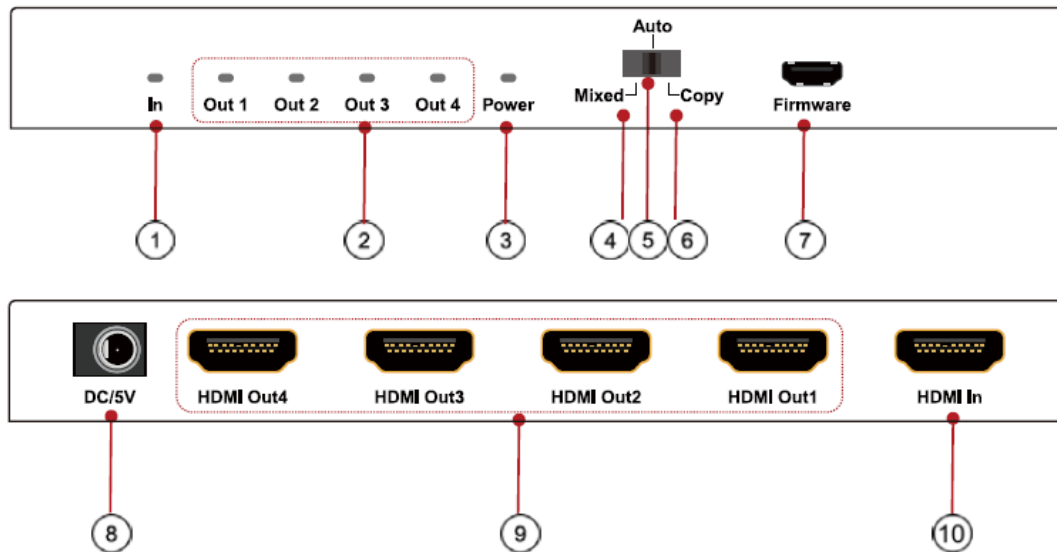 Auto
Mixed Copy
In Out 1 Out 2 Out 3 Out 4 Power Firmware
1 2 3 4 5 6 7
DC/5V HDMI Out4 HDMI Out3 HDMI Out2 HDMI Out1 HDMI In
8 9 10